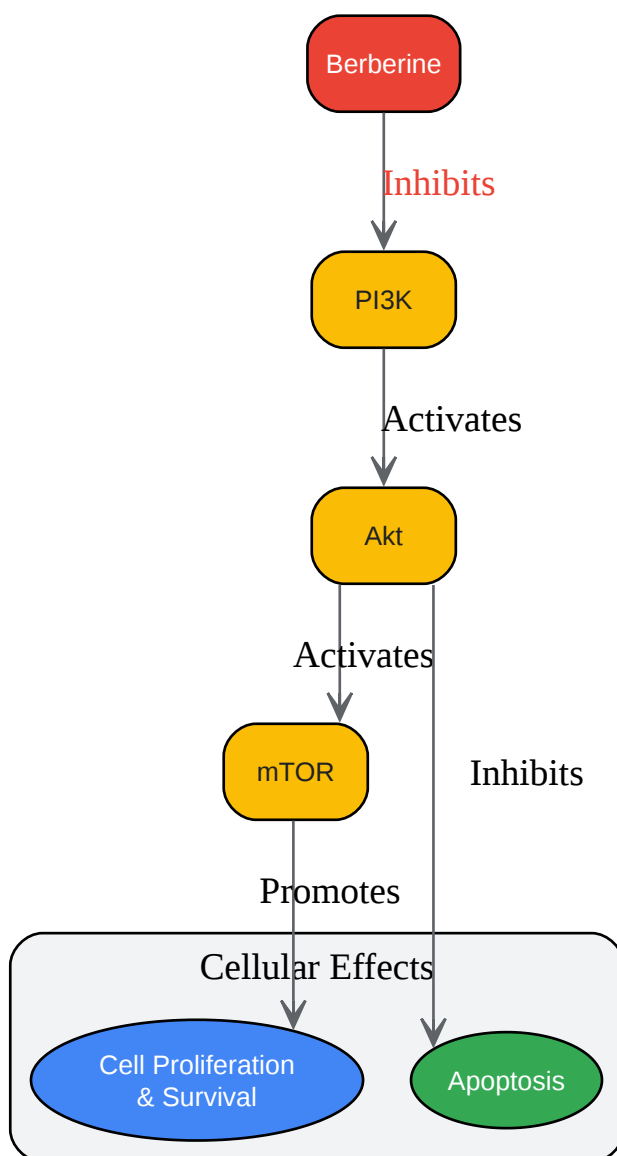 Berberine
Inhibits
PI3K
Activates
Akt
Activates
mTOR
Inhibits
Promotes
Cellular Effects
Cell Proliferation
& Survival
Apoptosis